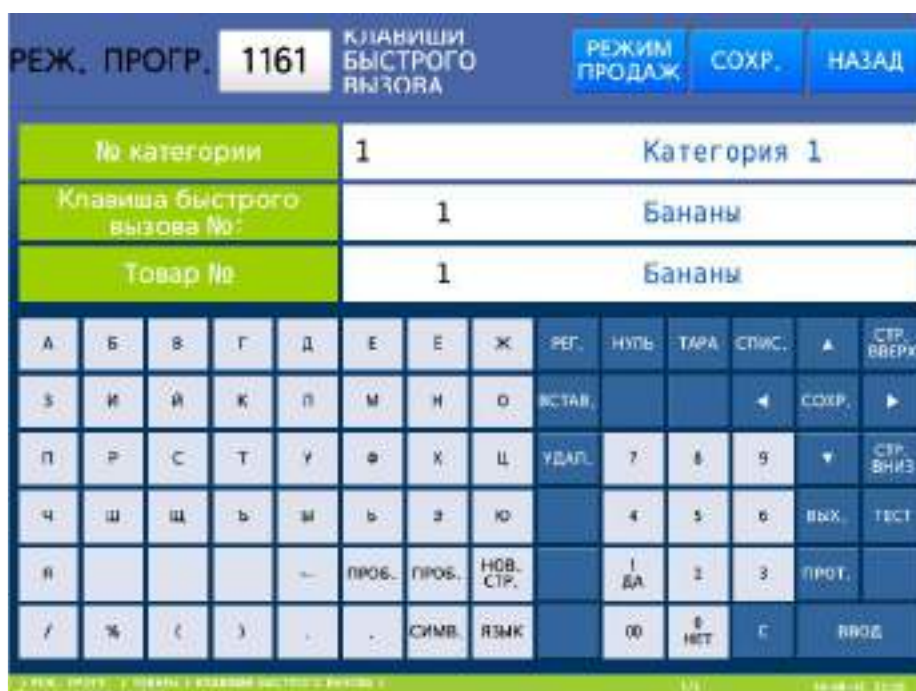 РЕЖ. ПРОГР. 1161 КЛАВИШИ БЫСТРОГО ВЫЗОВА РЕЖИМ ПРОДАЖ СОХР. НАЗАД
№ категории 1 Категория 1
Клавиша быстрого вызова №: 1 Бананы
Товар № 1 Бананы
А Б В Г Д Е Ё Ж РЕГ. НУЛЬ ТАРА СПИС. ▲ СТР. ВВЕРХ
З И Й К Л М Н О ВСТАВ. ◄ СОХР. ►
П Р С Т У Ф Х Ц УДАЛ. 7 8 9 ▼ СТР. ВНИЗ
Ч Ш Щ Ъ Ы Ь Э Ю 4 5 6 ВЫХ. ТЕСТ
Я ← ПРОБ. ПРОБ. НОВ. СТР. 1 ДА 2 3 ПРОТ.
/ % ( ) , . СИМВ. ЯЗЫК 00 0 НЕТ C ВВОД